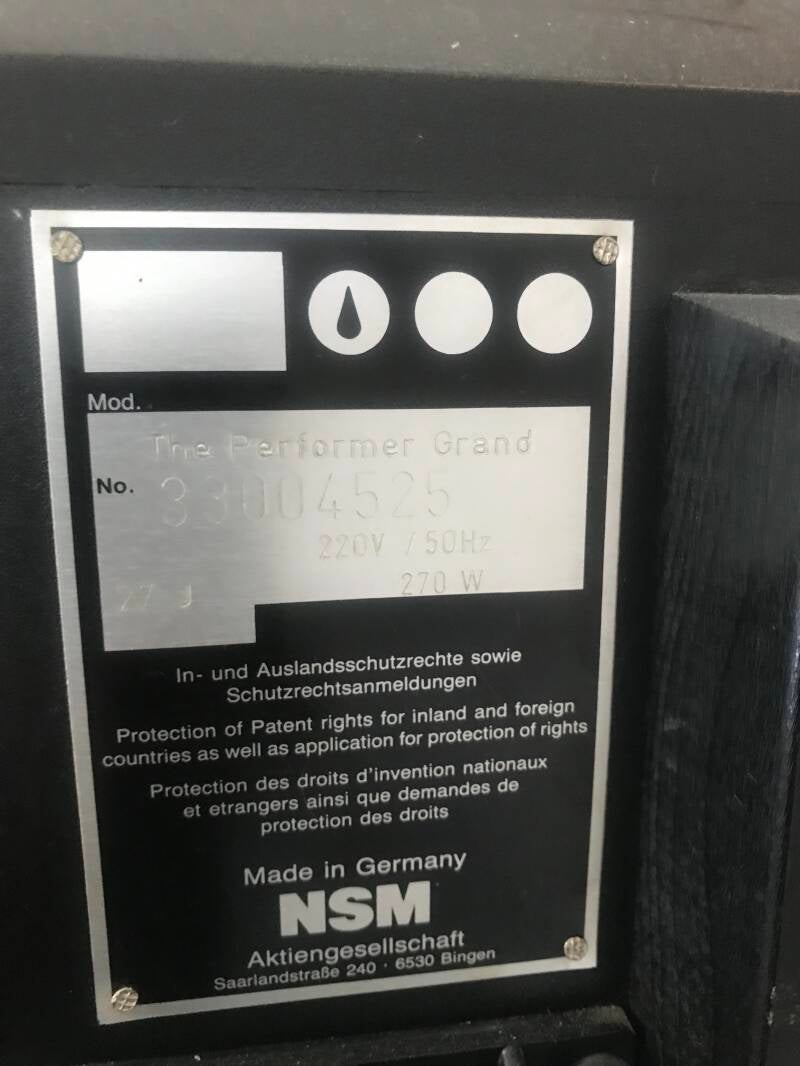 Mod.
The Performer Grand
No. 33004525
220V / 50Hz
270 W
27 J
In- und Auslandsschutzrechte sowie
Schutzrechtsanmeldungen
Protection of Patent rights for inland and foreign
countries as well as application for protection of rights
Protection des droits d'invention nationaux
et etrangers ainsi que demandes de
protection des droits
Made in Germany
NSM
Aktiengesellschaft
Saarlandstraße 240 · 6530 Bingen